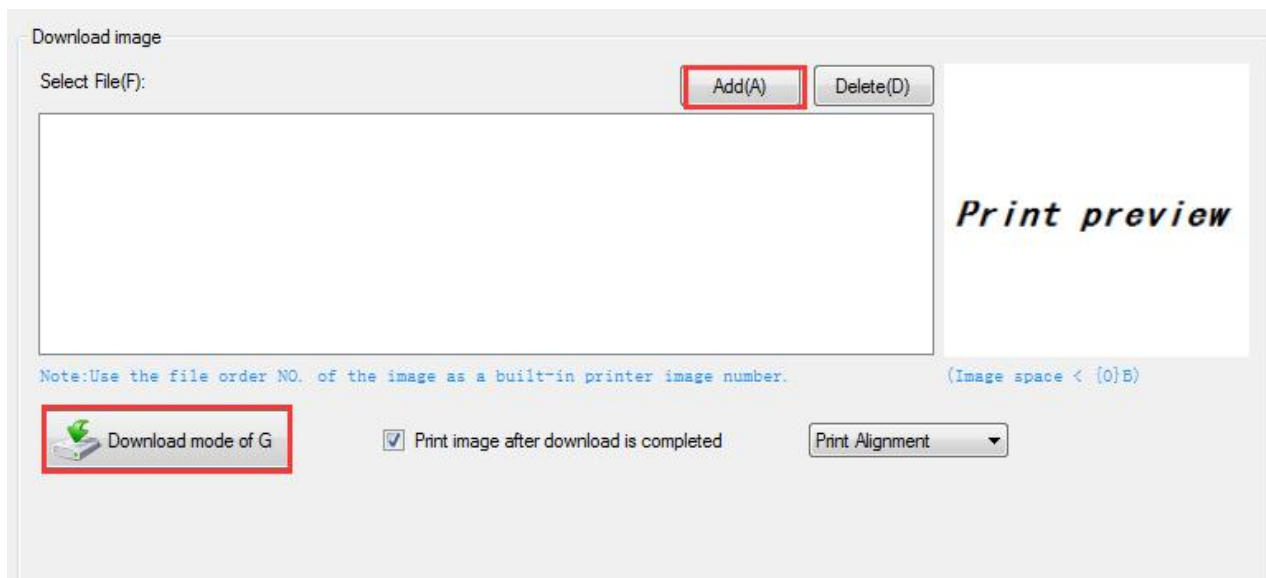 Download image
Select File(F):
Add(A)
Delete(D)
Print preview
Note:Use the file order NO. of the image as a built-in printer image number.
(Image space < {0}B)
Download mode of G
Print image after download is completed
Print Alignment